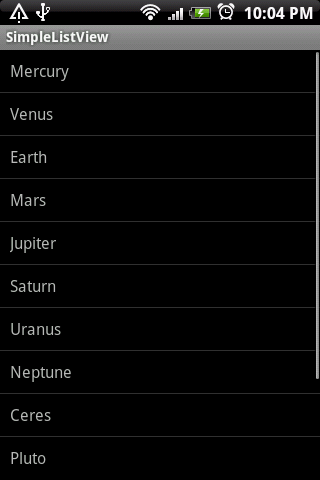 10:04 PM
SimpleListView
Mercury
Venus
Earth
Mars
Jupiter
Saturn
Uranus
Neptune
Ceres
Pluto